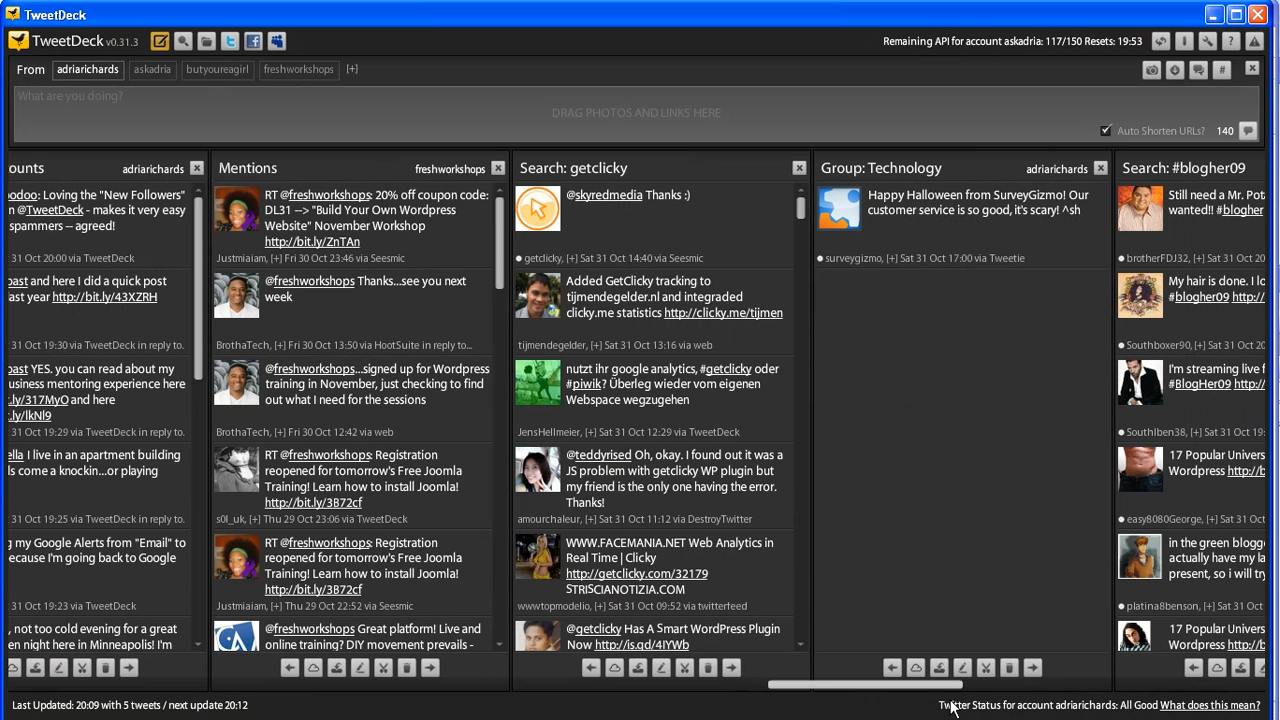 TweetDeck
TweetDeck v0.31.3
Remaining API for account askadria: 117/150 Resets: 19:53
From adriarichards askadria butyoureagirl freshworkshops [+]
What are you doing?
DRAG PHOTOS AND LINKS HERE
Auto Shorten URLs? 140
ounts adriarichards
oodoo: Loving the "New Followers"
n @TweetDeck - makes it very easy
spammers -- agreed!
31 Oct 20:00 via TweetDeck
past and here I did a quick post
ast year http://bit.ly/43XZRH
31 Oct 19:30 via TweetDeck in reply to.
past YES. you can read about my
usiness mentoring experience here
.ly/317MyO and here
.ly/lkNl9
31 Oct 19:29 via TweetDeck in reply to.
ella I live in an apartment building
ls come a knockin...or playing
31 Oct 19:25 via TweetDeck in reply to.
g my Google Alerts from "Email" to
ecause I'm going back to Google
31 Oct 19:23 via TweetDeck
, not too cold evening for a great
en night here in Minneapolis! I'm
Mentions freshworkshops
RT @freshworkshops: 20% off coupon code:
DL31 --> "Build Your Own Wordpress
Website" November Workshop
http://bit.ly/ZnTAn
Justmiaiam, [+] Fri 30 Oct 23:46 via Seesmic
@freshworkshops Thanks...see you next
week
BrothaTech, [+] Fri 30 Oct 13:50 via HootSuite in reply to...
@freshworkshops...signed up for Wordpress
training in November, just checking to find
out what I need for the sessions
BrothaTech, [+] Fri 30 Oct 12:42 via web
RT @freshworkshops: Registration
reopened for tomorrow's Free Joomla
Training! Learn how to install Joomla!
http://bit.ly/3B72cf
s0l_uk, [+] Thu 29 Oct 23:06 via TweetDeck
RT @freshworkshops: Registration
reopened for tomorrow's Free Joomla
Training! Learn how to install Joomla!
http://bit.ly/3B72cf
Justmiaiam, [+] Thu 29 Oct 22:52 via Seesmic
@freshworkshops Great platform! Live and
online training? DIY movement prevails -
Search: getclicky
@skyredmedia Thanks :)
getclicky, [+] Sat 31 Oct 14:40 via Seesmic
Added GetClicky tracking to
tijmendegelder.nl and integraded
clicky.me statistics http://clicky.me/tijmen
tijmendegelder, [+] Sat 31 Oct 13:16 via web
nutzt ihr google analytics, #getclicky oder
#piwik? Überleg wieder vom eigenen
Webspace wegzugehen
JensHellmeier, [+] Sat 31 Oct 12:29 via TweetDeck
@teddyrised Oh, okay. I found out it was a
JS problem with getclicky WP plugin but
my friend is the only one having the error.
Thanks!
amourchaleur, [+] Sat 31 Oct 11:12 via DestroyTwitter
WWW.FACEMANIA.NET Web Analytics in
Real Time | Clicky
http://getclicky.com/32179
STRISCIANOTIZIA.COM
wwwtopmodelio, [+] Sat 31 Oct 09:52 via twitterfeed
@getclicky Has A Smart WordPress Plugin
Now http://is.gd/4IYWb
Group: Technology adriarichards
Happy Halloween from SurveyGizmo! Our
customer service is so good, it's scary! ^sh
surveygizmo, [+] Sat 31 Oct 17:00 via Tweetie
Search: #blogher09
Still need a Mr. Pot
wanted!! #blogher
brotherFDJ32, [+] Sat 31 Oct 20
My hair is done. I lo
#blogher09 http:/
Southboxer90, [+] Sat 31 Oct
I'm streaming live f
#BlogHer09 http:/
SouthIben38, [+] Sat 31 Oct 19:
17 Popular Univers
Wordpress http://b
easy8080George, [+] Sat 31 Oct
in the green blogge
actually have my la
present, so i will try
platina8benson, [+] Sat 31 Oct
17 Popular Univers
Wordpress http://b
Last Updated: 20:09 with 5 tweets / next update 20:12
Twitter Status for account adriarichards: All Good What does this mean?